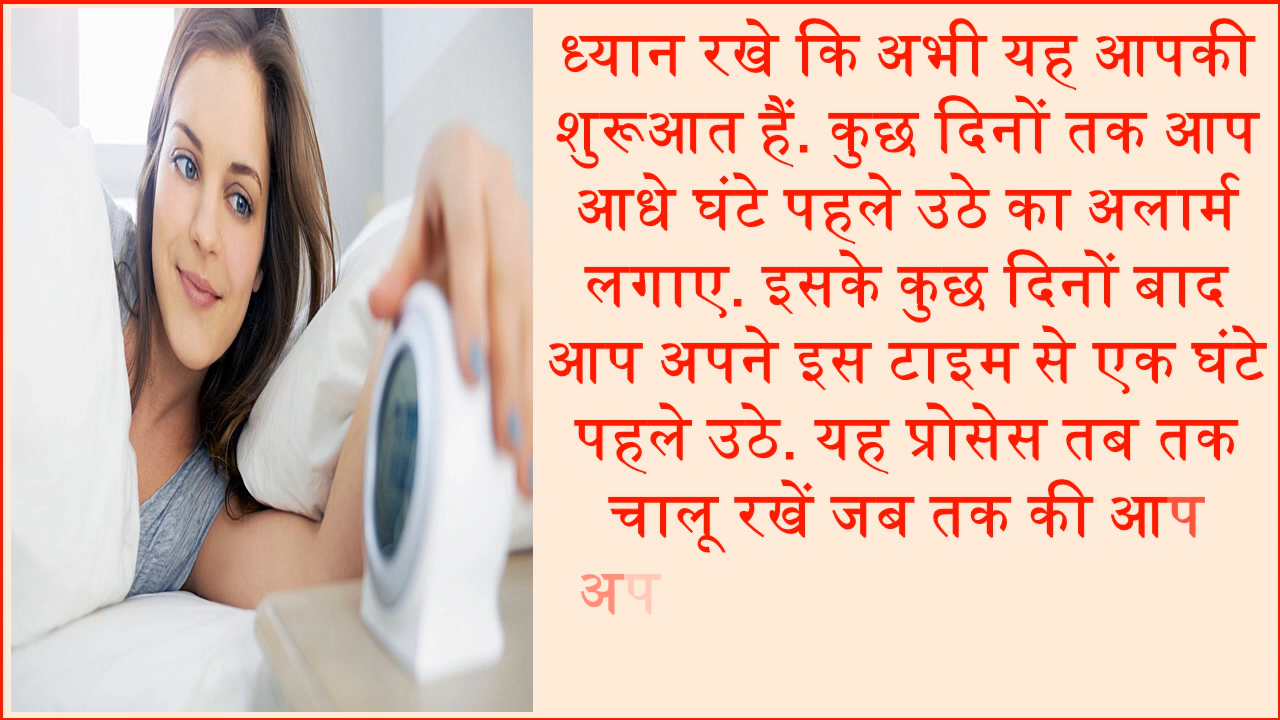 ध्यान रखे कि अभी यह आपकी
शुरूआत हैं. कुछ दिनों तक आप
आधे घंटे पहले उठे का अलार्म
लगाए. इसके कुछ दिनों बाद
आप अपने इस टाइम से एक घंटे
पहले उठे. यह प्रोसेस तब तक
चालू रखें जब तक की आप
अप